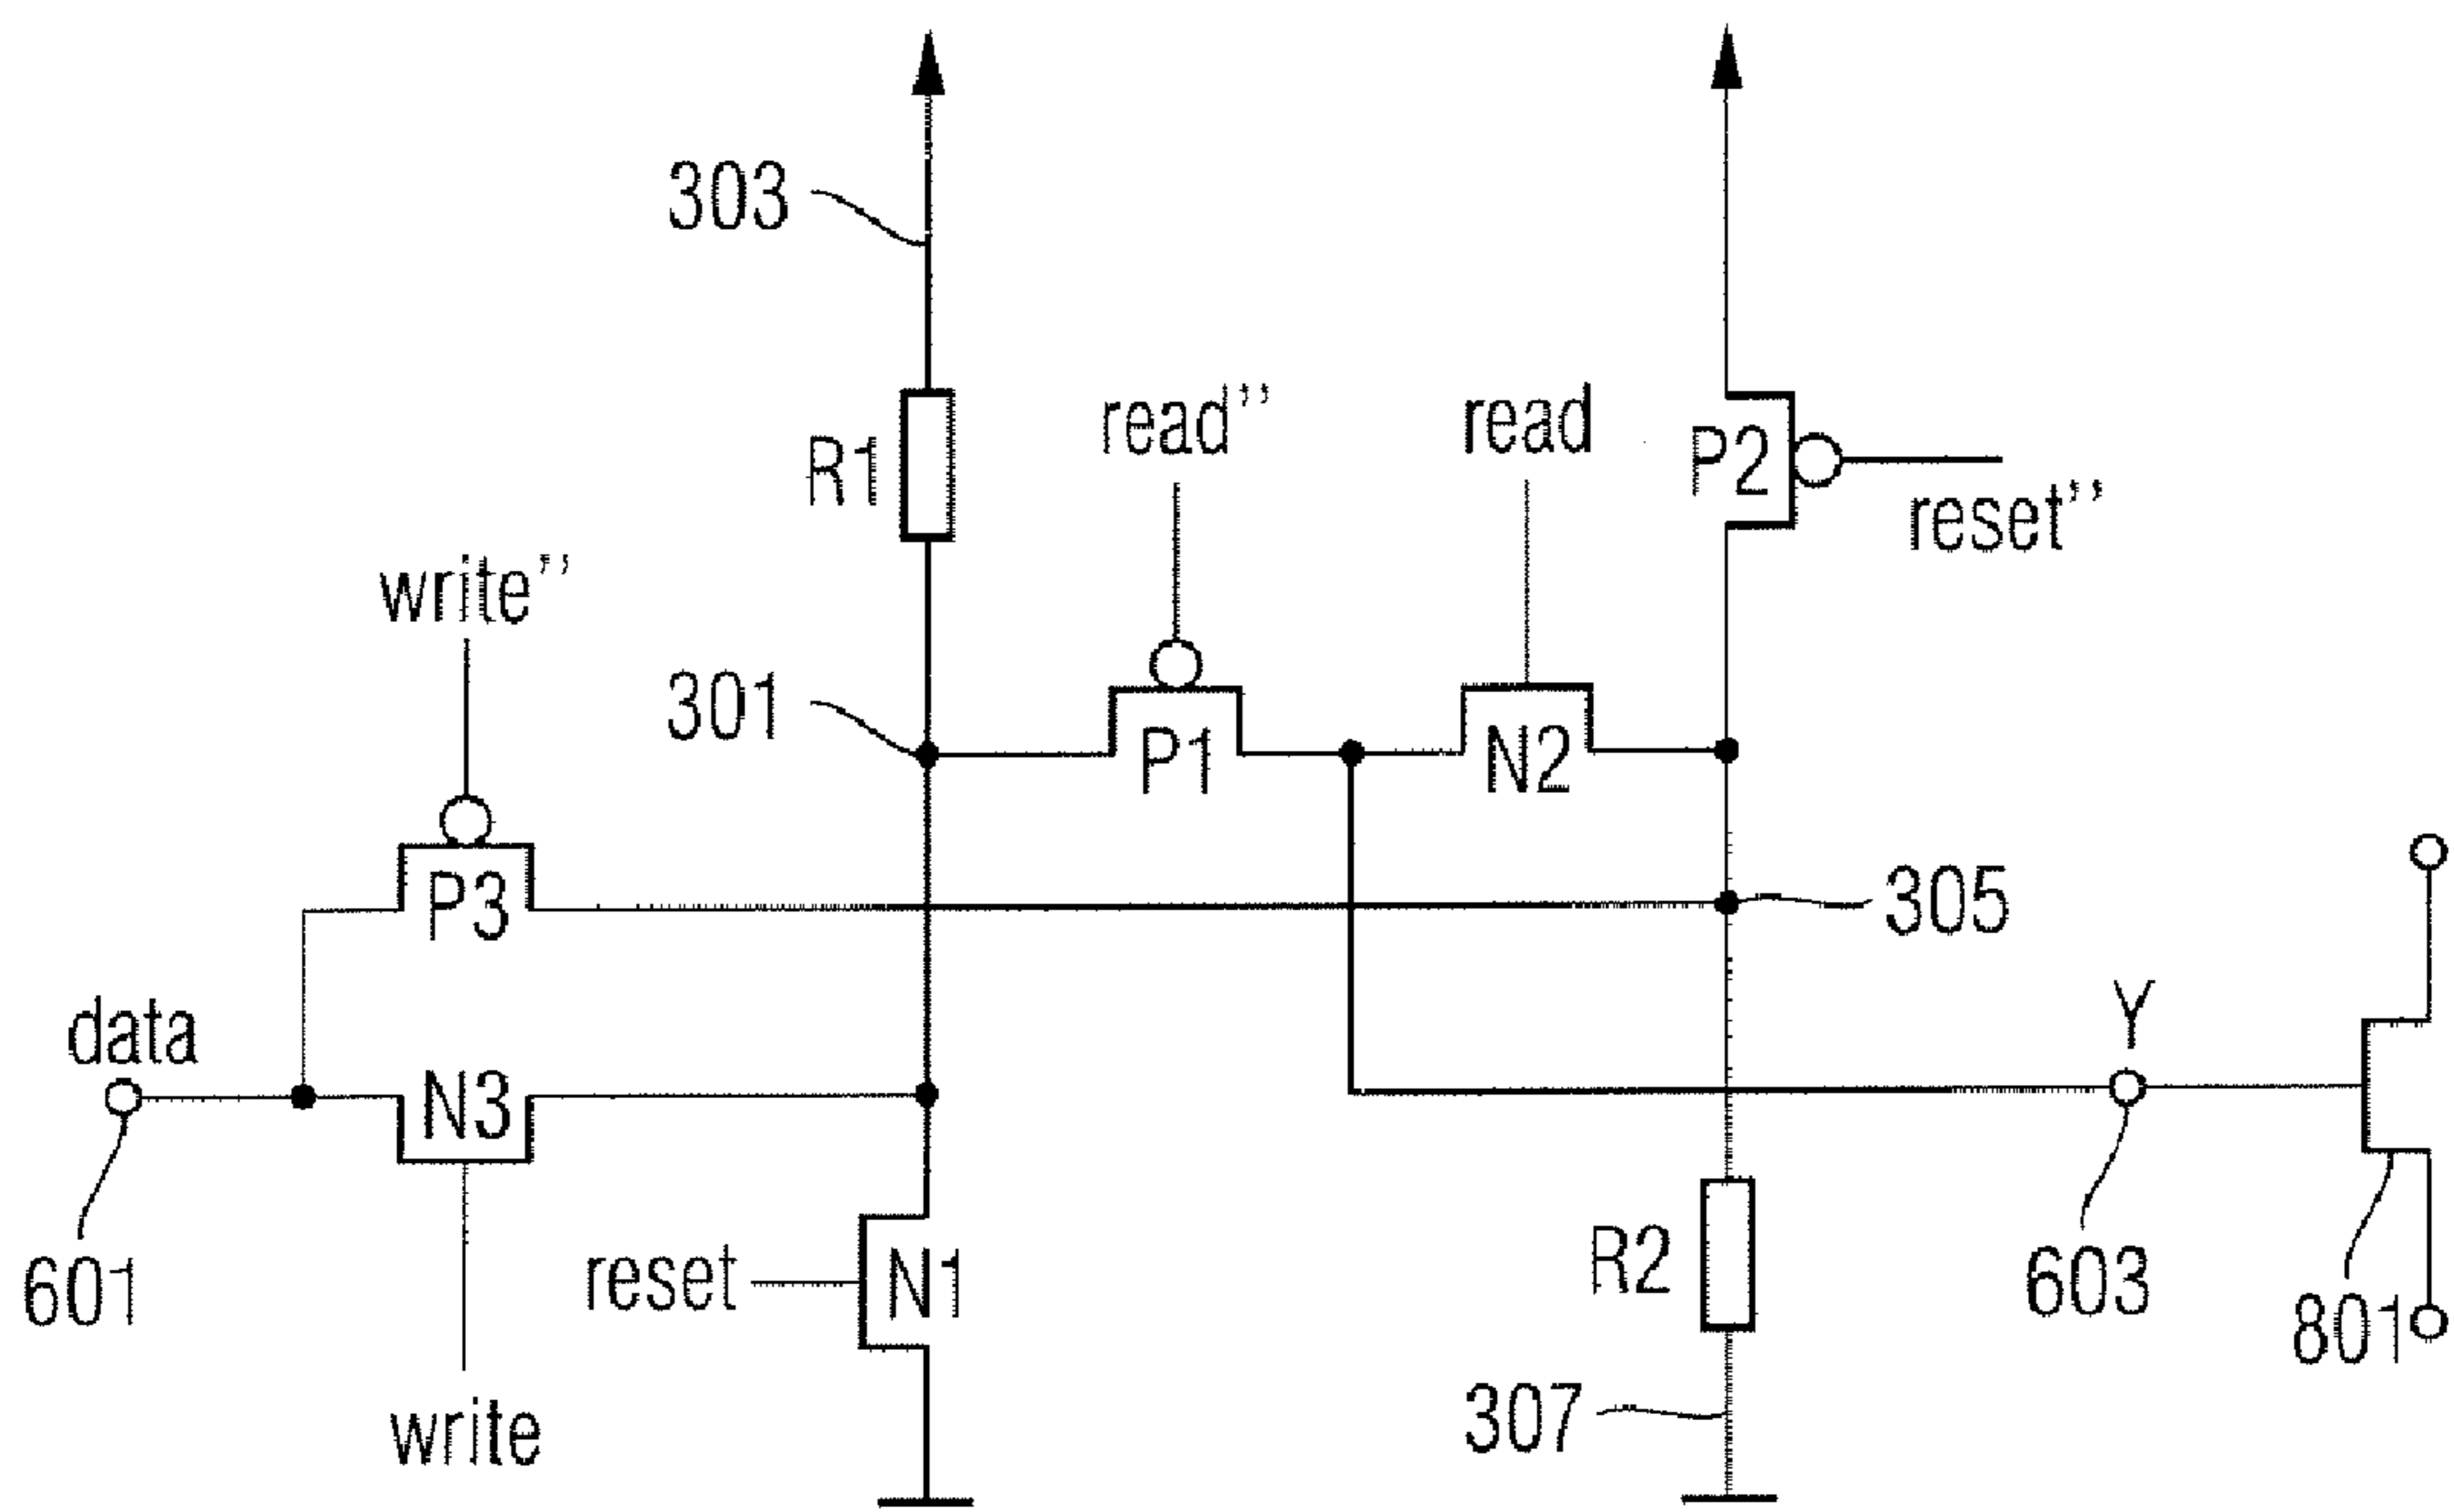 303
R1
read’’
read
P2
reset’’
write’’
301
P1
N2
P3
305
data
N3
Y
601
reset
N1
R2
603
801
write
307